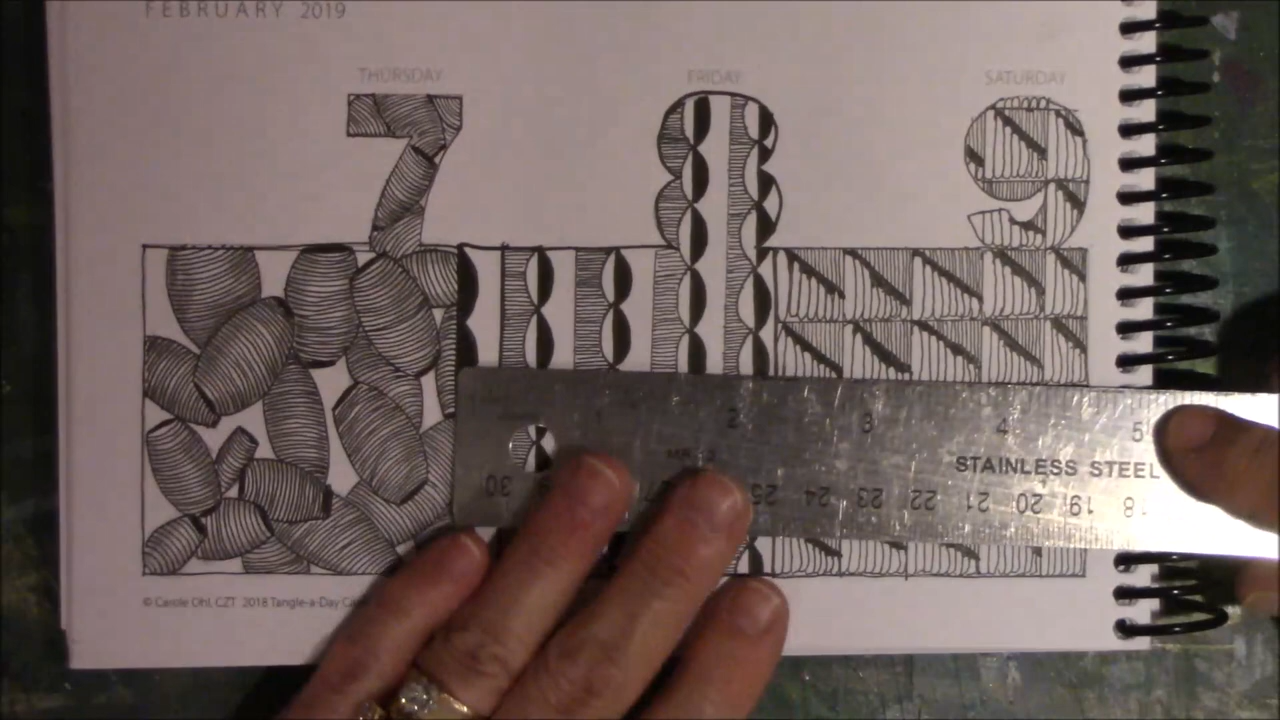 FEBRUARY 2019
THURSDAY
FRIDAY
SATURDAY
7
8
9
1 2 3 4 5
STAINLESS STEEL
30 25 24 23 22 21 20 19 18
© Carole Ohl, CZT 2018 Tangle-a-Day